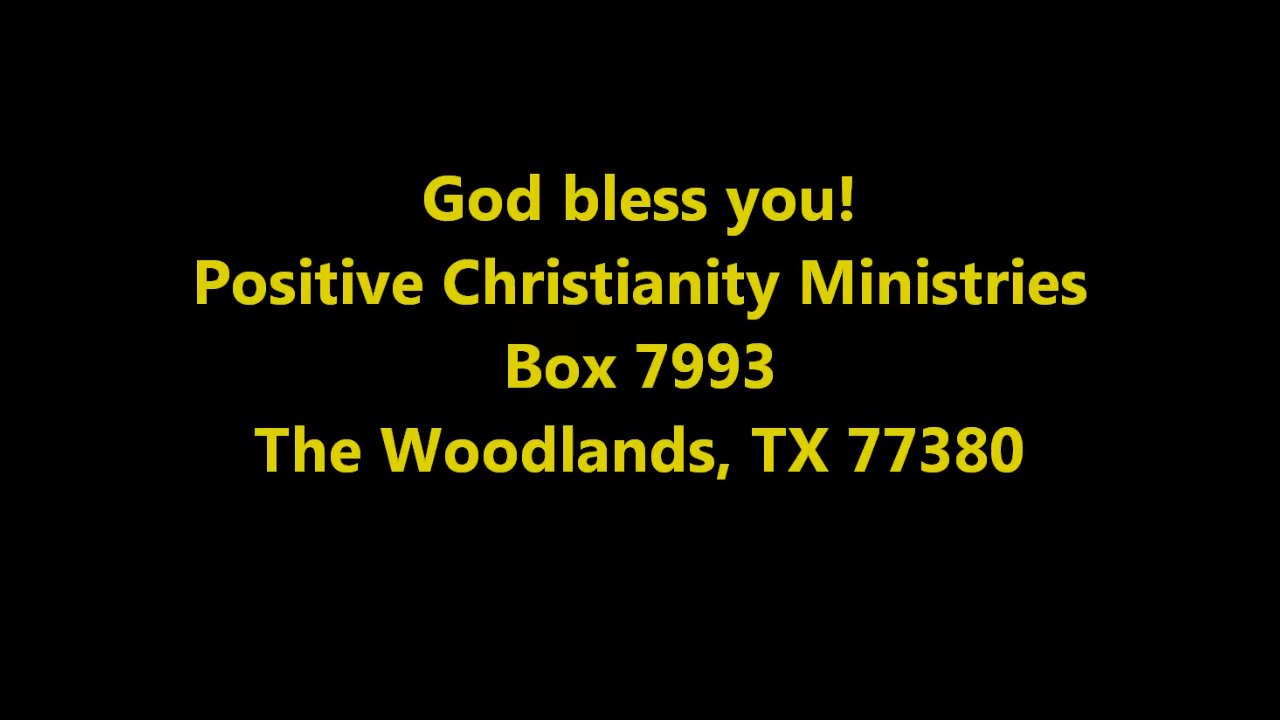 God bless you!
Positive Christianity Ministries
Box 7993
The Woodlands, TX 77380